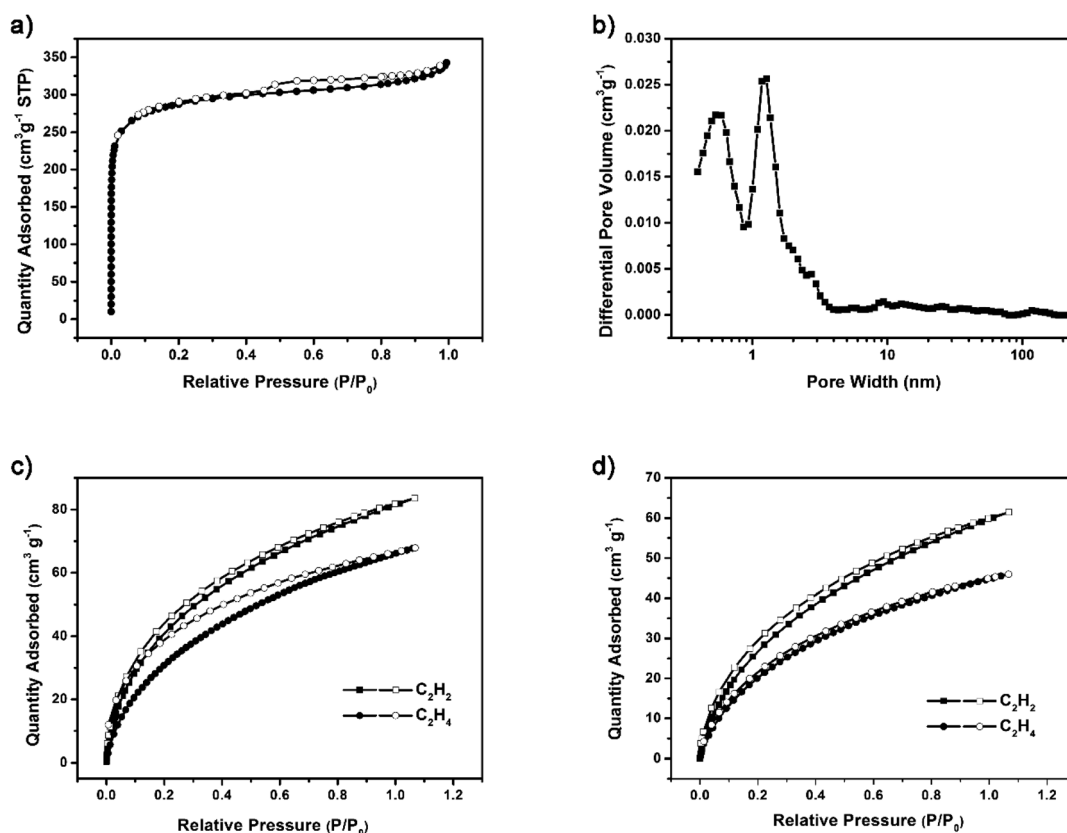 a)
Quantity Adsorbed (cm³g⁻¹ STP)
350
300
250
200
150
100
50
0
0.0 0.2 0.4 0.6 0.8 1.0
Relative Pressure (P/P₀)
b)
Differential Pore Volume (cm³g⁻¹)
0.030
0.025
0.020
0.015
0.010
0.005
0.000
1 10 100
Pore Width (nm)
c)
Quantity Adsorbed (cm³ g⁻¹)
80
60
40
20
0
C₂H₂
C₂H₄
0.0 0.2 0.4 0.6 0.8 1.0 1.2
Relative Pressure (P/P₀)
d)
Quantity Adsorbed (cm³ g⁻¹)
70
60
50
40
30
20
10
0
C₂H₂
C₂H₄
0.0 0.2 0.4 0.6 0.8 1.0 1.2
Relative Pressure (P/P₀)